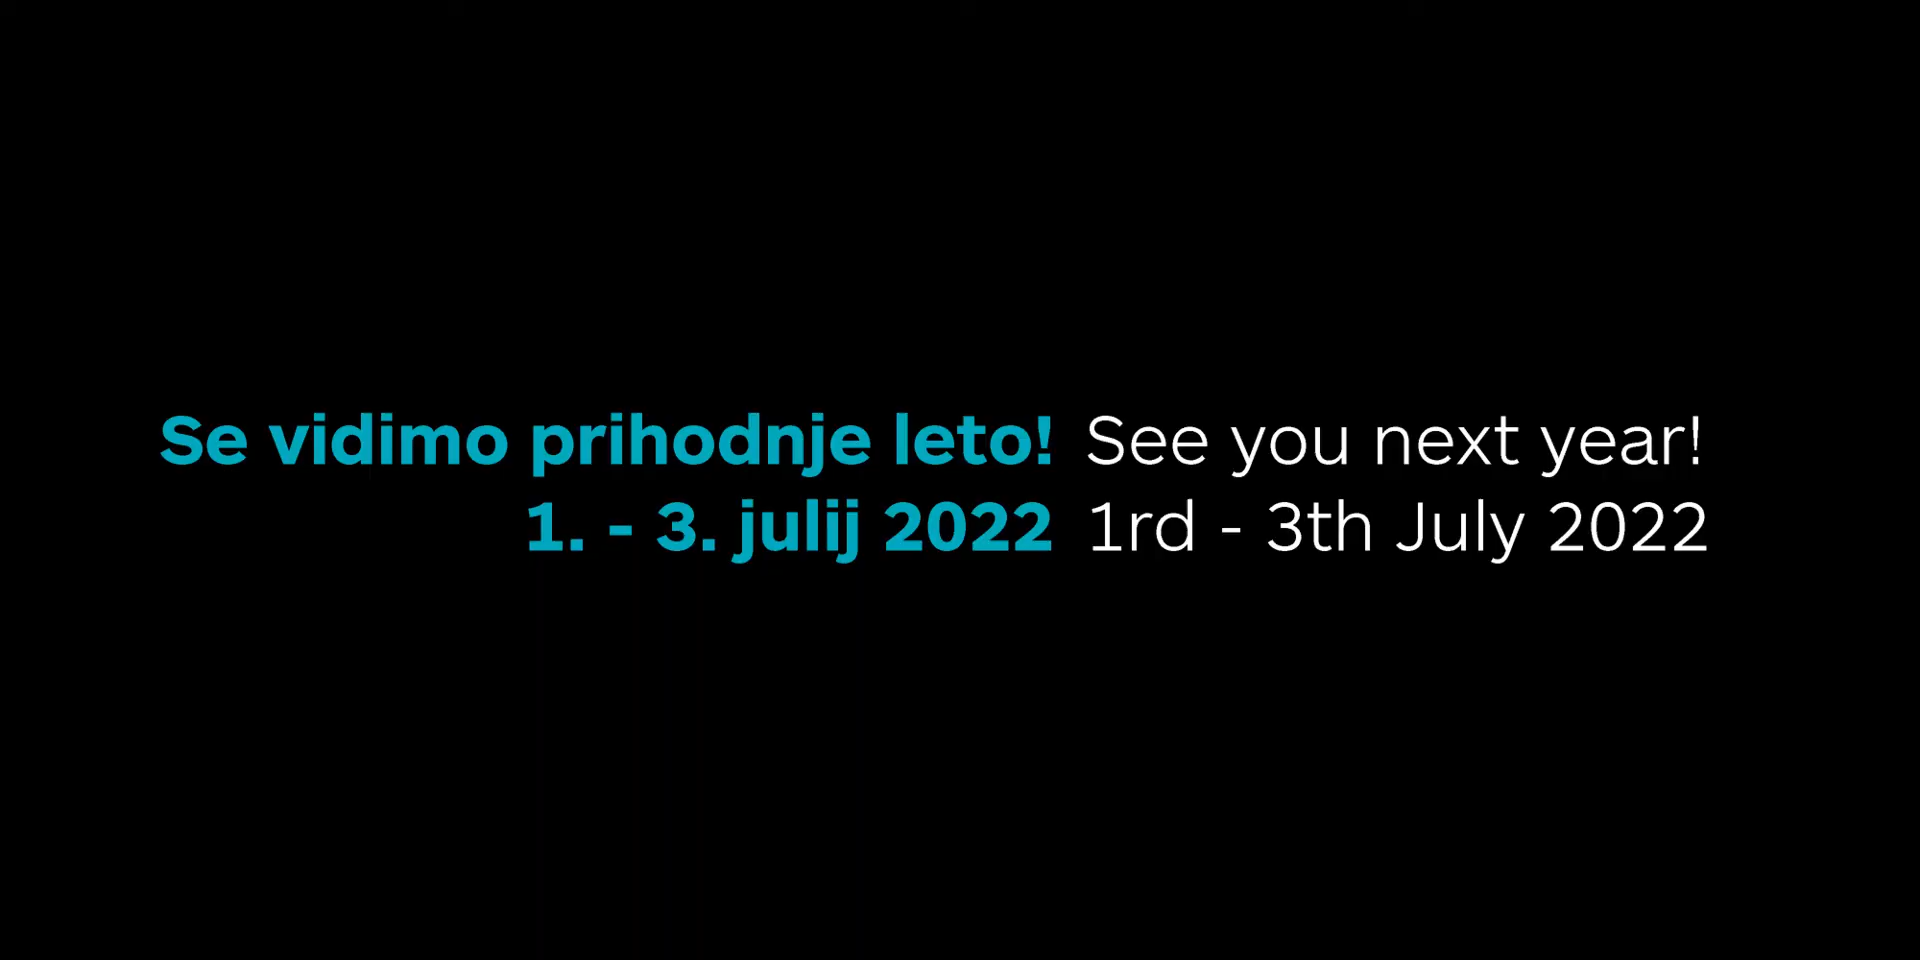 Se vidimo prihodnje leto! See you next year!
1. - 3. julij 2022 1rd - 3th July 2022